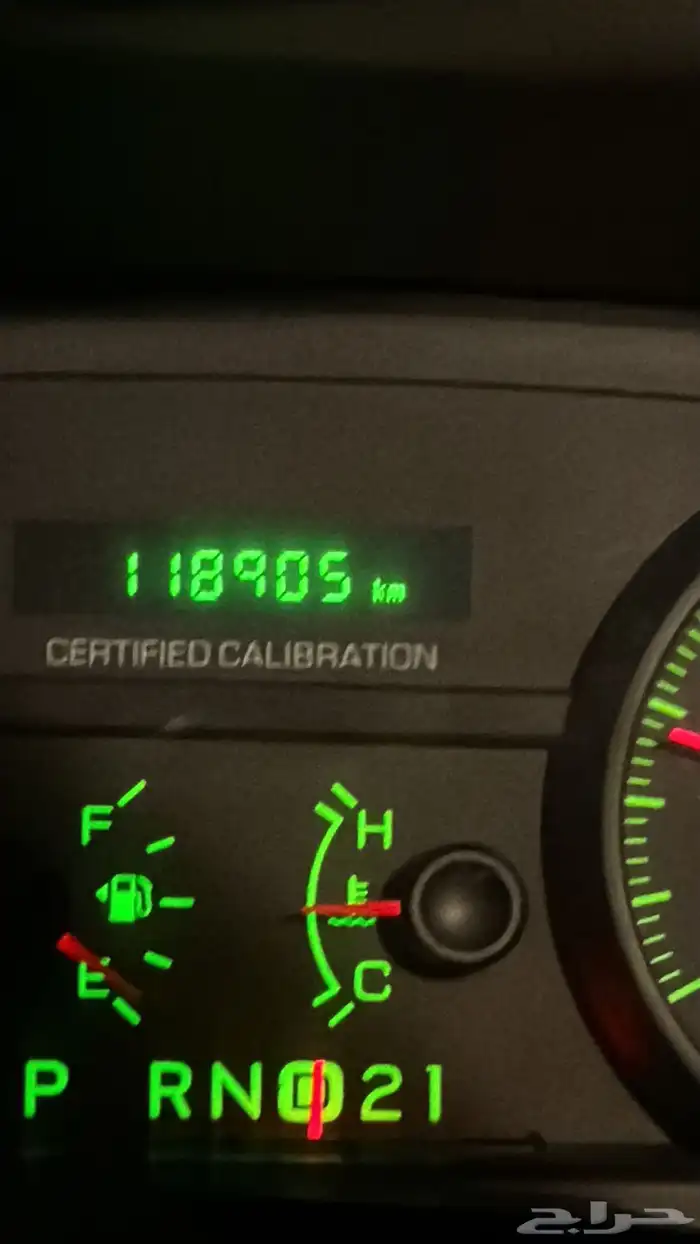 118905 km
CERTIFIED CALIBRATION
F
H
E
C
P RND21
حراج